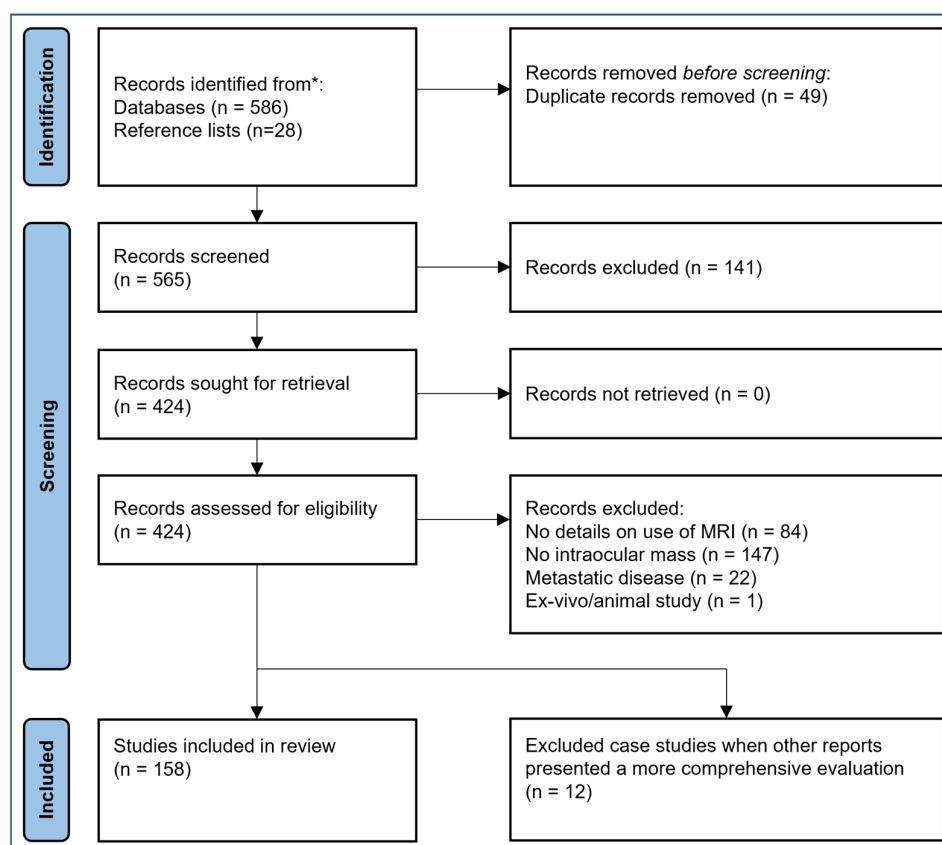 Identification
Records identified from*:
Databases (n = 586)
Reference lists (n=28)
Records removed before screening:
Duplicate records removed (n = 49)
Screening
Records screened
(n = 565)
Records excluded (n = 141)
Records sought for retrieval
(n = 424)
Records not retrieved (n = 0)
Records assessed for eligibility
(n = 424)
Records excluded:
No details on use of MRI (n = 84)
No intraocular mass (n = 147)
Metastatic disease (n = 22)
Ex-vivo/animal study (n = 1)
Included
Studies included in review
(n = 158)
Excluded case studies when other reports
presented a more comprehensive evaluation
(n = 12)